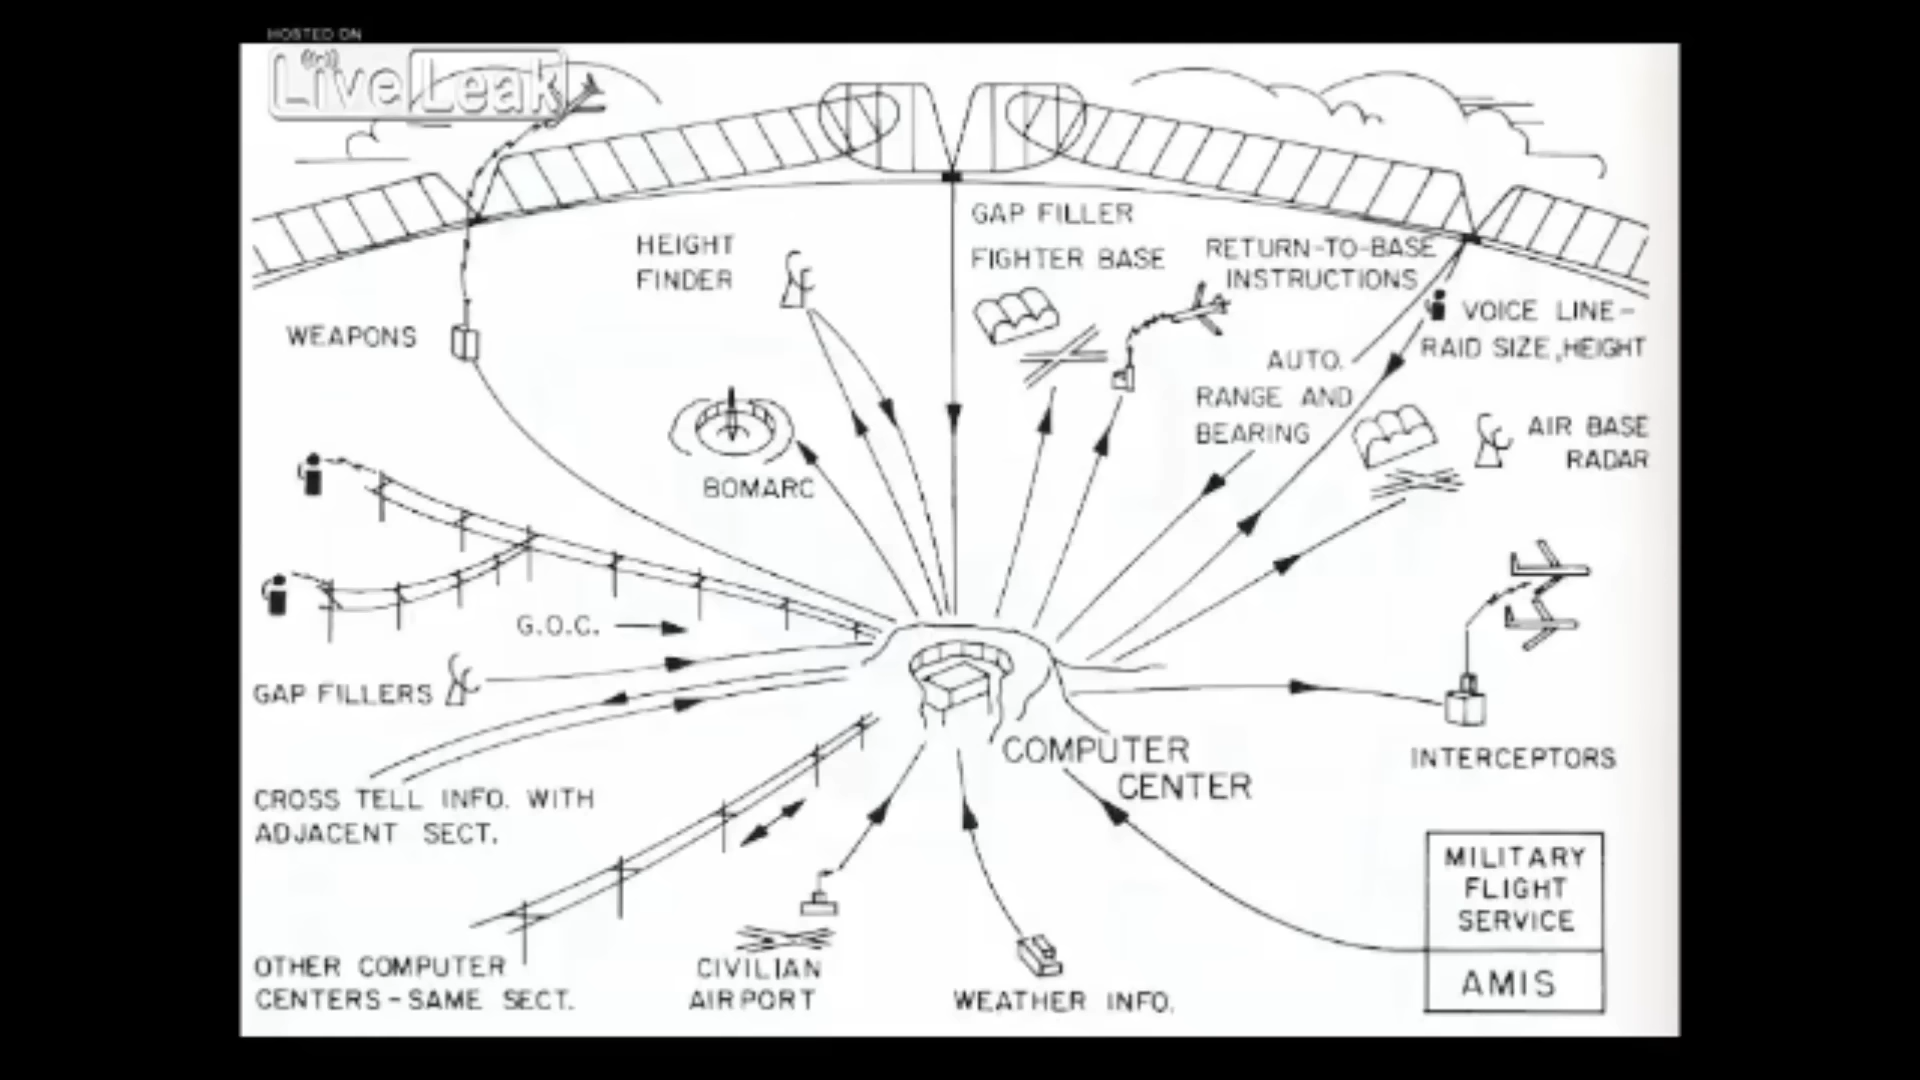 HOSTED ON
LiveLeak
GAP FILLER
HEIGHT
FINDER
FIGHTER BASE
RETURN-TO-BASE
INSTRUCTIONS
WEAPONS
VOICE LINE-
RAID SIZE, HEIGHT
AUTO.
RANGE AND
BEARING
AIR BASE
RADAR
BOMARC
G.O.C.
GAP FILLERS
COMPUTER
CENTER
INTERCEPTORS
CROSS TELL INFO. WITH
ADJACENT SECT.
MILITARY
FLIGHT
SERVICE
AMIS
OTHER COMPUTER
CENTERS-SAME SECT.
CIVILIAN
AIRPORT
WEATHER INFO.